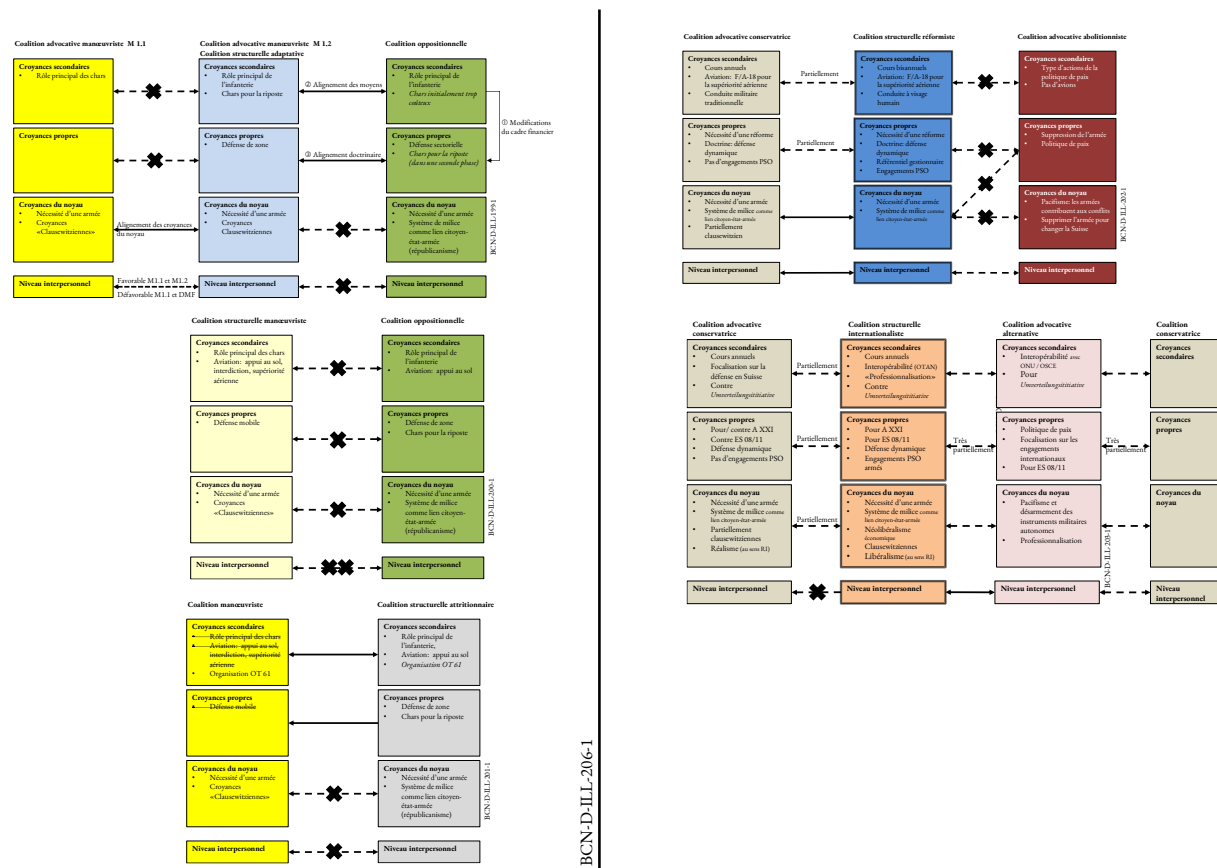 Coalition advocative manœuvriste M 1,1
Coalition advocative manœuvriste M 1.2
Coalition structurelle adaptative
Coalition oppositionnelle
Croyances secondaires
• Rôle principal des chars
Croyances secondaires
• Rôle principal de
l'infanterie
• Chars pour la riposte
② Alignement des moyens
Croyances secondaires
• Rôle principal de
l'infanterie
• Chars initialement trop
coûteux
① Modifications
du cadre financier
Croyances propres
Croyances propres
Défense de zone
③ Alignement doctrinaire
Croyances propres
• Défense sectorielle
• Chars pour la riposte
(dans une seconde phase)
Croyances du noyau
• Nécessité d'une armée
• Croyances
«Clausewitziennes»
Alignement des croyances
du noyau
Croyances du noyau
• Nécessité d'une armée
• Croyances
Clausewitziennes
Croyances du noyau
• Nécessité d'une armée
• Système de milice
comme lien citoyen-
état-armée
(républicanisme)
BCN-D-ILL-199-1
Niveau interpersonnel
Favorable M1.1 et M1.2
Défavorable M1.1 et DMF
Niveau interpersonnel
Niveau interpersonnel
Coalition structurelle manœuvriste
Coalition oppositionnelle
Croyances secondaires
• Rôle principal des chars
• Aviation: appui au sol,
interdiction, supériorité
aérienne
Croyances secondaires
• Rôle principal de
l'infanterie
• Aviation: appui au sol
Croyances propres
• Défense mobile
Croyances propres
• Défense de zone
• Chars pour la riposte
Croyances du noyau
• Nécessité d'une armée
• Croyances
«Clausewitziennes»
Croyances du noyau
• Nécessité d'une armée
• Système de milice
comme lien citoyen-
état-armée
(républicanisme)
BCN-D-ILL-200-1
Niveau interpersonnel
Niveau interpersonnel
Coalition manœuvriste
Coalition structurelle attritionnaire
Croyances secondaires
• Rôle principal des chars
• Aviation: appui au sol,
interdiction, supériorité
aérienne
• Organisation OT 61
Croyances secondaires
• Rôle principal de
l'infanterie,
• Aviation: appui au sol
• Organisation OT 61
Croyances propres
• Défense mobile
Croyances propres
• Défense de zone
• Chars pour la riposte
Croyances du noyau
• Nécessité d'une armée
• Croyances
«Clausewitziennes»
Croyances du noyau
• Nécessité d'une armée
• Système de milice
comme lien citoyen-
état-armée
(républicanisme)
BCN-D-ILL-201-1
Niveau interpersonnel
Niveau interpersonnel
BCN-D-ILL-206-1
Coalition advocative conservatrice
Coalition structurelle réformiste
Coalition advocative abolitionniste
Croyances secondaires
• Cours annuels
• Aviation: F/A-18 pour
la supériorité aérienne
• Conduite militaire
traditionnelle
Partiellement
Croyances secondaires
• Cours bisannuels
• Aviation: F/A-18 pour
la supériorité aérienne
• Conduite à visage
humain
Croyances secondaires
• Type d'actions de la
politique de paix
• Pas d'avions
Croyances propres
• Nécessité d'une réforme
• Doctrine: défense
dynamique
• Pas d'engagements PSO
Partiellement
Croyances propres
• Nécessité d'une réforme
• Doctrine: défense
dynamique
• Référentiel gestionnaire
• Engagements PSO
Croyances propres
• Suppression de l'armée
• Politique de paix
Croyances du noyau
• Nécessité d'une armée
• Système de milice comme
lien citoyen-état-armée
• Partiellement
clausewitzien
Croyances du noyau
• Nécessité d'une armée
• Système de milice comme
lien citoyen-état-armée
Croyances du noyau
• Pacifisme: les armées
contribuent aux conflits
• Supprimer l'armée pour
changer la Suisse
BCN-D-ILL-202-1
Niveau interpersonnel
Niveau interpersonnel
Niveau interpersonnel
Coalition advocative
conservatrice
Coalition structurelle
internationaliste
Coalition advocative
alternative
Coalition
conservatrice
Croyances secondaires
• Cours annuels
• Focalisation sur la
défense en Suisse
• Contre
Umverteilungsititiative
Partiellement
Croyances secondaires
• Cours annuels
• Interopérabilité (OTAN)
• «Professionnalisation»
• Contre
Umverteilungsititiative
Croyances secondaires
• Interopérabilité avec
ONU / OSCE
• Pour
Umverteilungsititiative
Croyances
secondaires
Croyances propres
• Pour/ contre A XXI
• Contre ES 08/11
• Défense dynamique
• Pas d'engagements PSO
Partiellement
Croyances propres
• Pour A XXI
• Pour ES 08/11
• Défense dynamique
• Engagements PSO
armés
Très
partiellement
Croyances propres
• Politique de paix
• Focalisation sur les
engagements
internationaux
• Pour ES 08/11
Très
partiellement
Croyances
propres
Croyances du noyau
• Nécessité d'une armée
• Système de milice comme
lien citoyen-état-armée
• Partiellement
clausewitziennes
• Réalisme (au sens RI)
Partiellement
Croyances du noyau
• Nécessité d'une armée
• Système de milice comme
lien citoyen-état-armée
• Néolibéralisme
économique
• Clausewitziennes
• Libéralisme (au sens RI)
Croyances du noyau
• Pacifisme et
désarmement des
instruments militaires
autonomes
• Professionnalisation
BCN-D-ILL-203-1
Croyances du
noyau
Niveau interpersonnel
Niveau interpersonnel
Niveau interpersonnel
Niveau
interpersonnel